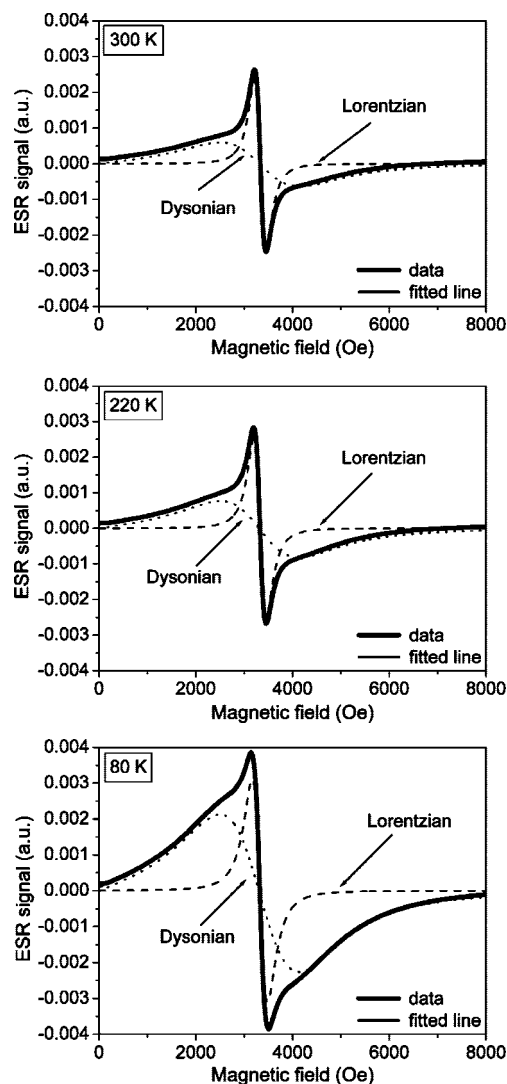 300 K
0.004
0.003
0.002
0.001
0.000
-0.001
-0.002
-0.003
-0.004
ESR signal (a.u.)
Lorentzian
Dysonian
data
fitted line
0 2000 4000 6000 8000
Magnetic field (Oe)
220 K
0.004
0.003
0.002
0.001
0.000
-0.001
-0.002
-0.003
-0.004
ESR signal (a.u.)
Lorentzian
Dysonian
data
fitted line
0 2000 4000 6000 8000
Magnetic field (Oe)
80 K
0.004
0.003
0.002
0.001
0.000
-0.001
-0.002
-0.003
-0.004
ESR signal (a.u.)
Lorentzian
Dysonian
data
fitted line
0 2000 4000 6000 8000
Magnetic field (Oe)